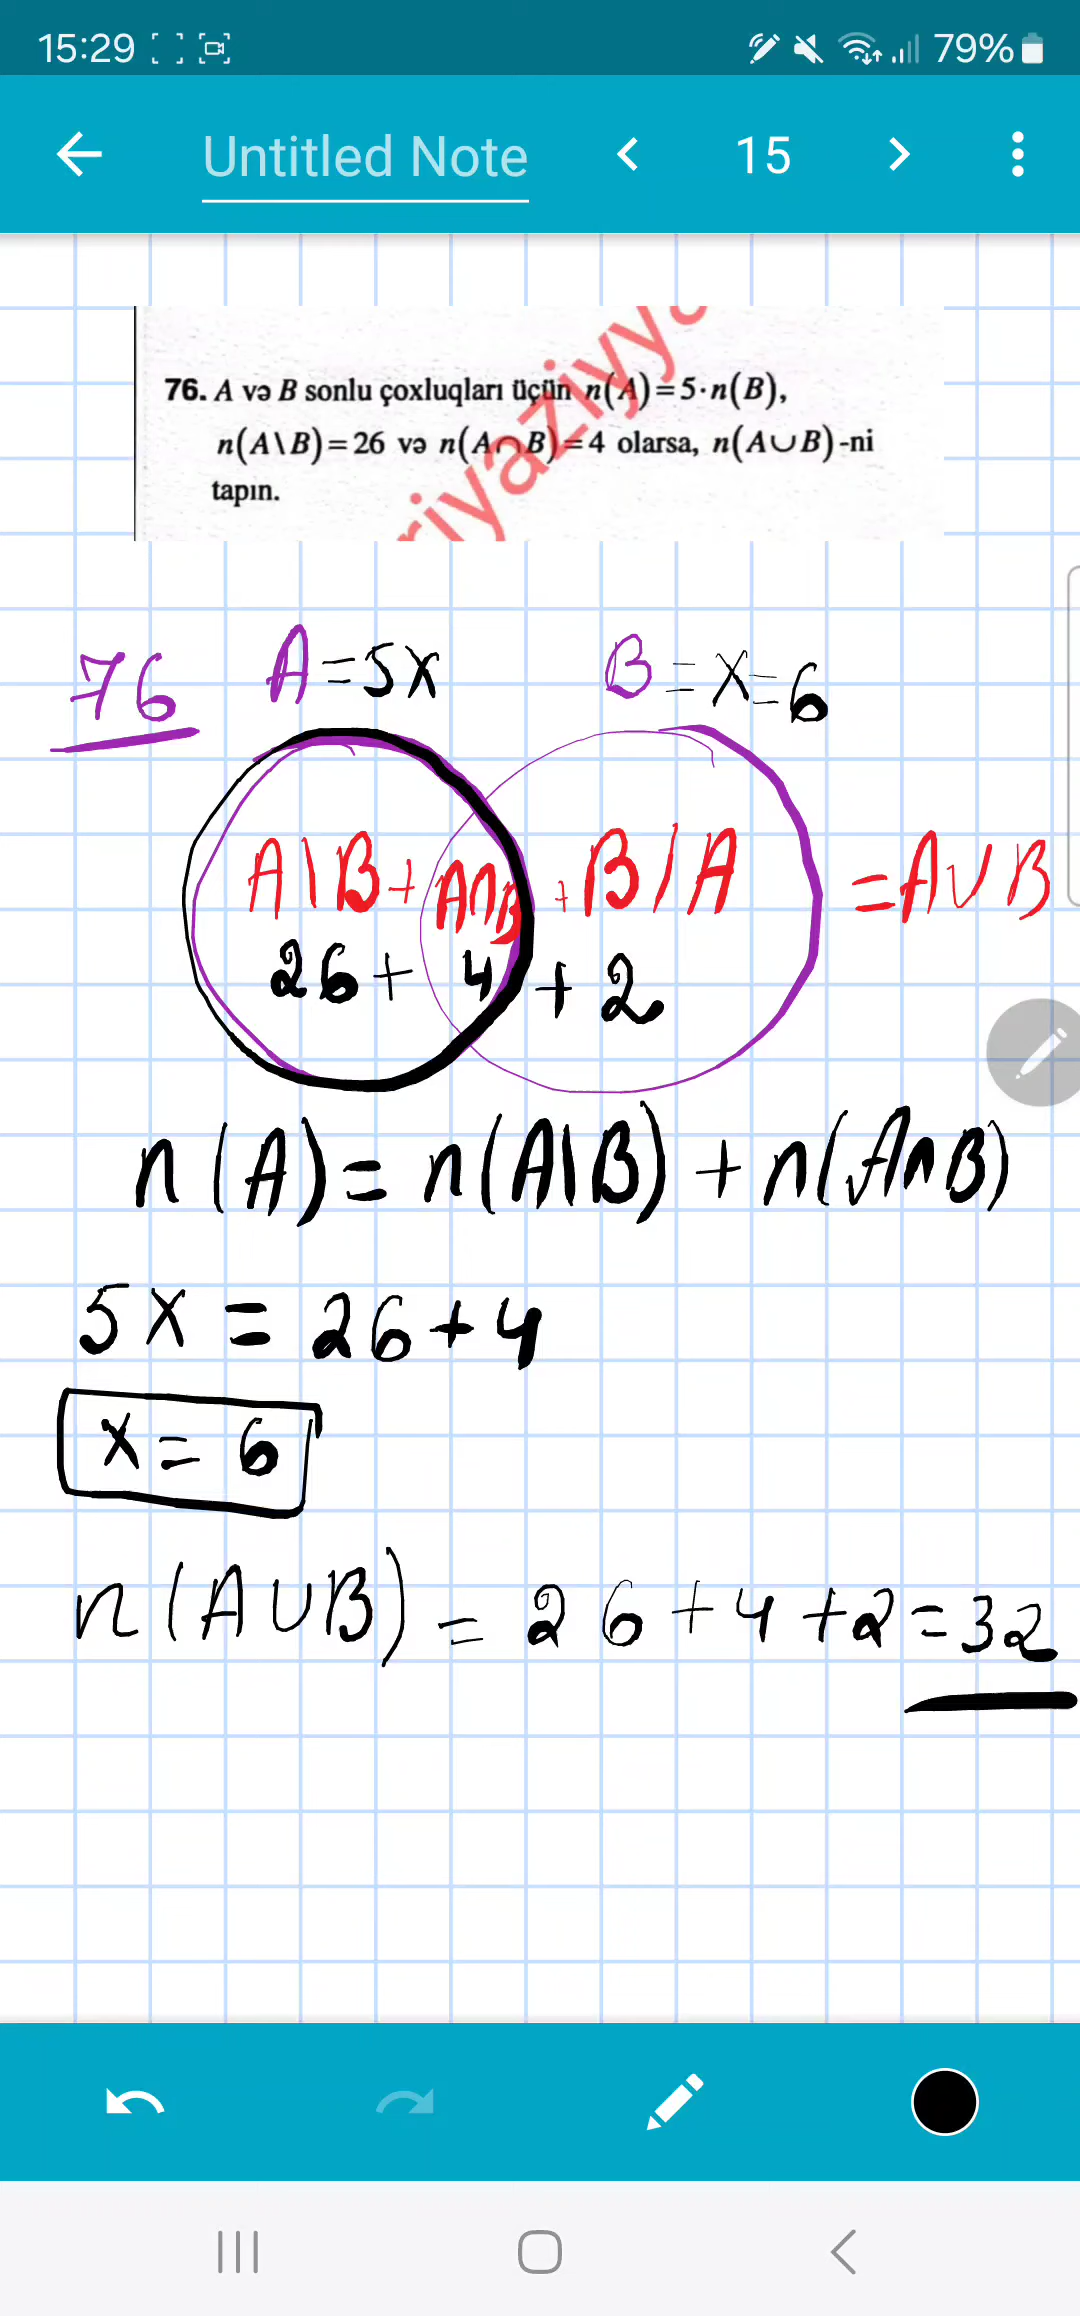 15:29 79%
Untitled Note 15
riyaziyya
76. A və B sonlu çoxluqları üçün n(A)=5·n(B),
n(A\B)=26 və n(A∩B)=4 olarsa, n(A∪B)-ni
tapın.
76 A=5x B=x=6
A\B+A∩B+B/A =A∪B
26+4+2
n(A)=n(A\B)+n(A∩B)
5x=26+4
x=6
n(A∪B)=26+4+2=32